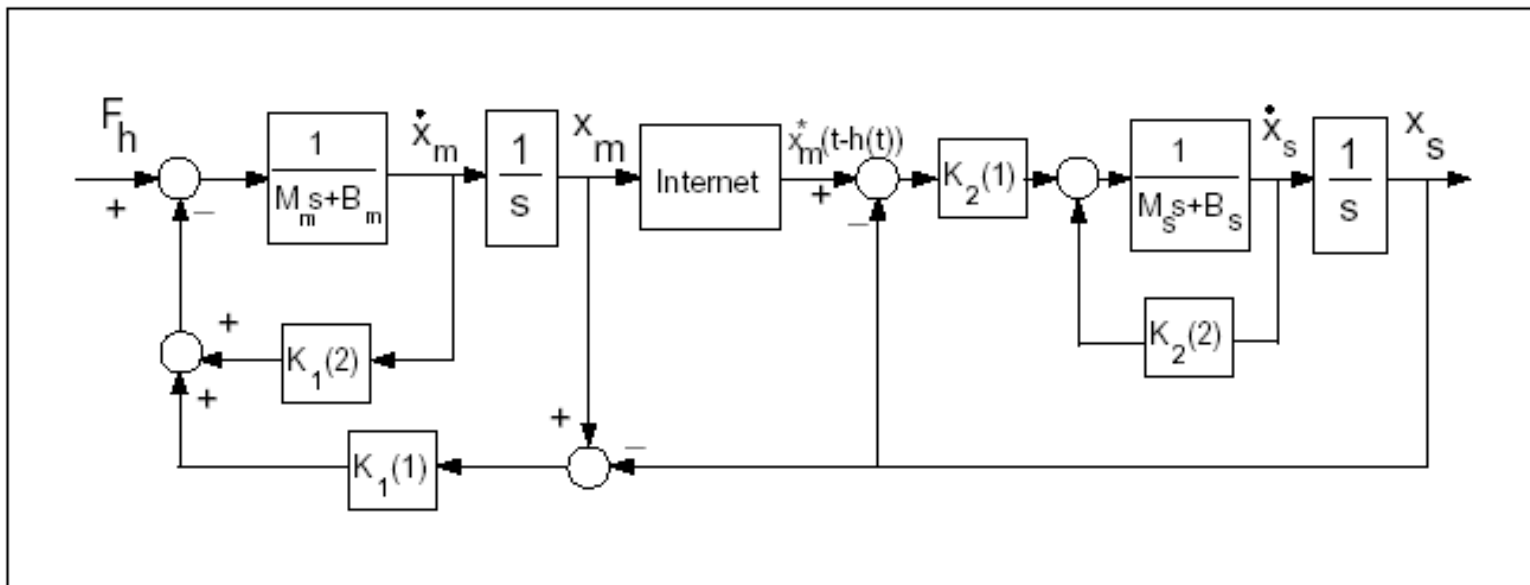 F_h
+
−
1
M_m s+B_m
ẋ_m
1
s
x_m
Internet
x*_m(t-h(t))
+
−
K_2(1)
1
M_s s+B_s
ẋ_s
1
s
x_s
+
K_1(2)
+
K_2(2)
+
−
K_1(1)